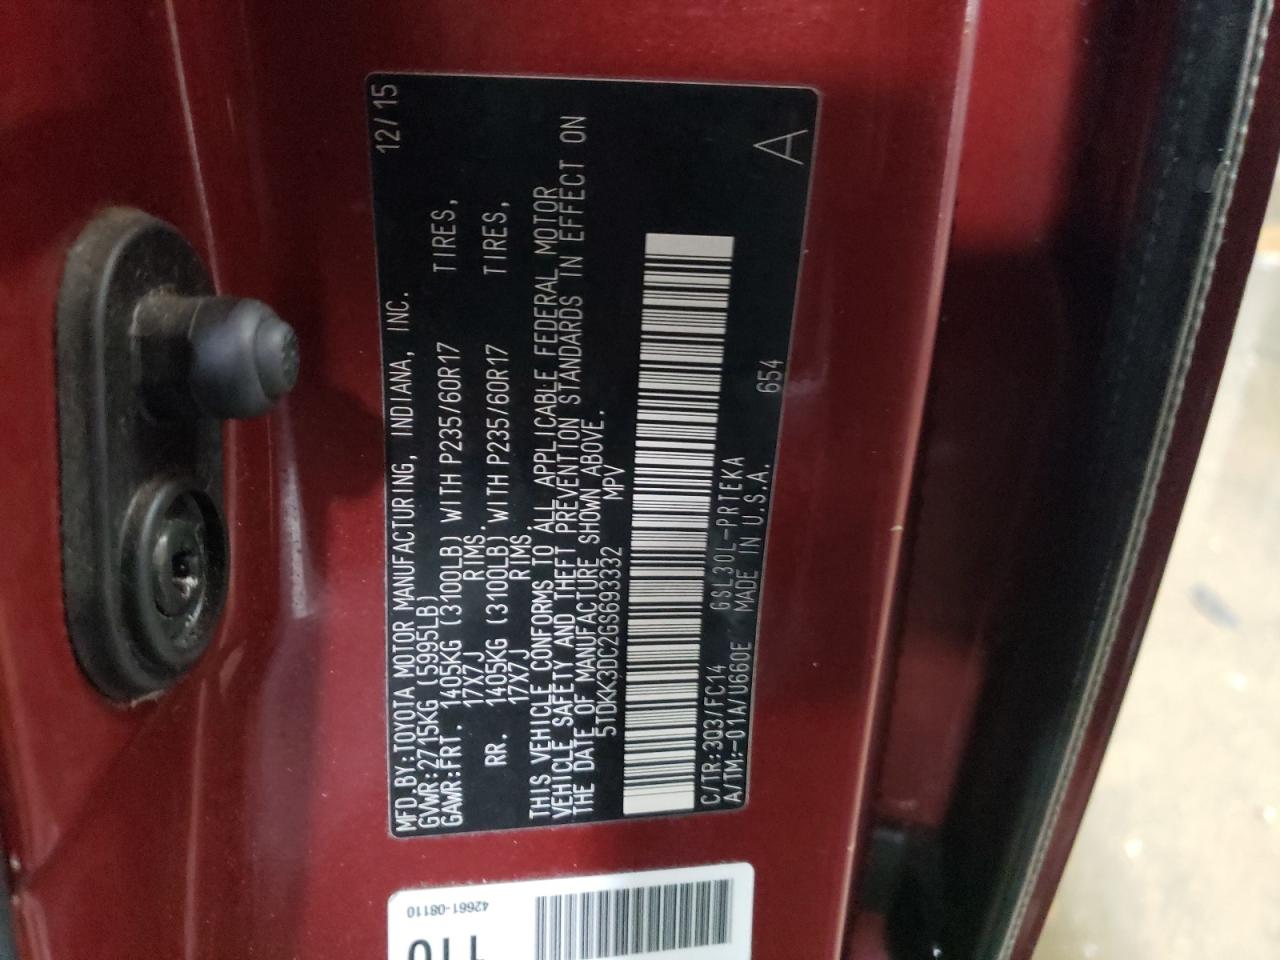 MFD.BY:TOYOTA MOTOR MANUFACTURING, INDIANA, INC. 12/15
GVWR:2715KG (5995LB)
GAWR:FRT. 1405KG (3100LB) WITH P235/60R17 TIRES,
17X7J RIMS.
RR. 1405KG (3100LB) WITH P235/60R17 TIRES,
17X7J RIMS.
THIS VEHICLE CONFORMS TO ALL APPLICABLE FEDERAL MOTOR
VEHICLE SAFETY AND THEFT PREVENTION STANDARDS IN EFFECT ON
THE DATE OF MANUFACTURE SHOWN ABOVE.
5TDKK3DC2GS693332 MPV
C/TR:3Q3/FC14 GSL30L-PRTEKA 654 A
A/TM:-01A/U660E MADE IN U.S.A.
42661-08110